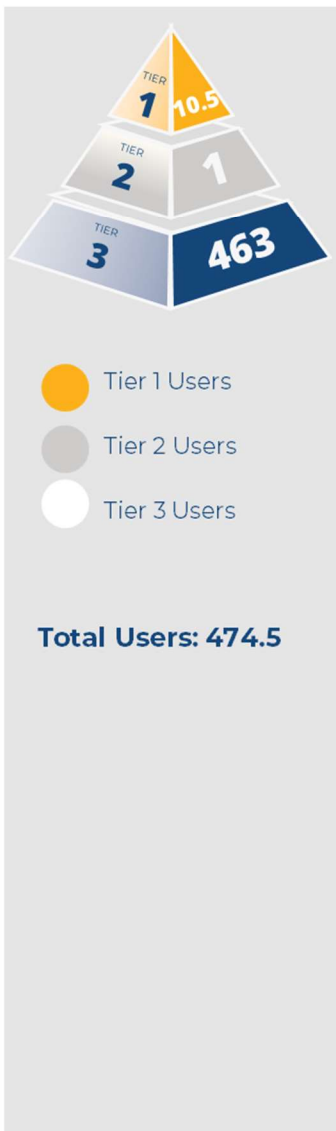 TIER
1
10.5
TIER
2
1
TIER
3
463
Tier 1 Users
Tier 2 Users
Tier 3 Users
Total Users: 474.5